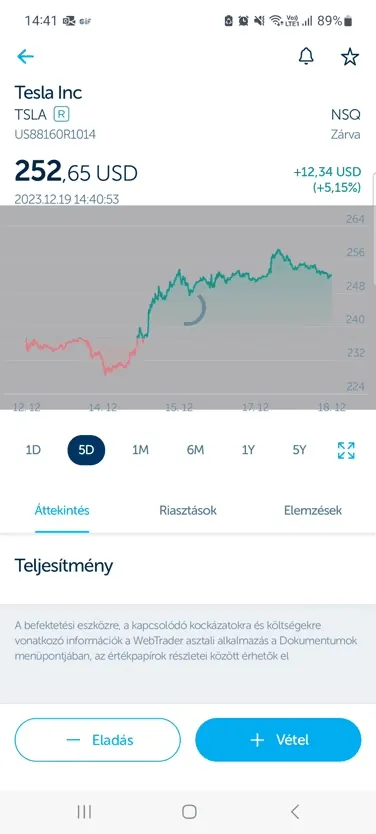 14:41 89%
Tesla Inc
TSLA R NSQ
US88160R1014 Zárva
252,65 USD +12,34 USD
(+5,15%)
2023.12.19 14:40:53
264
256
248
240
232
224
12. 12 14. 12 15. 12 17. 12 18. 12
1D 5D 1M 6M 1Y 5Y
Áttekintés Riasztások Elemzések
Teljesítmény
A befektetési eszközre, a kapcsolódó kockázatokra és költségekre
vonatkozó információk a WebTrader asztali alkalmazás a Dokumentumok
menüpontjában, az értékpapírok részletei között érhetők el
Eladás Vétel